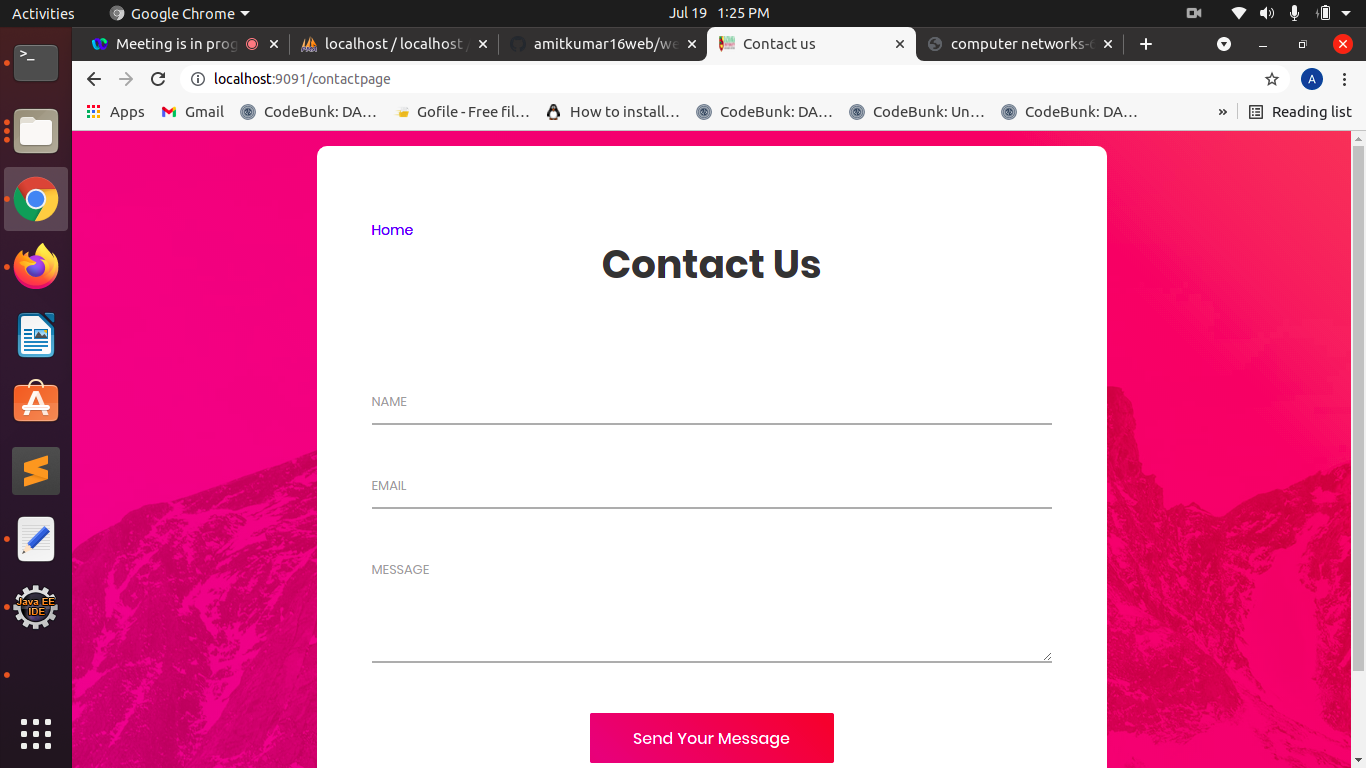 Activities
Google Chrome
Jul 19 1:25 PM
Meeting is in prog
localhost / localhost /
amitkumar16web/we
Contact us
computer networks-
localhost:9091/contactpage
A
Apps
Gmail
CodeBunk: DA…
Gofile - Free fil…
How to install…
CodeBunk: DA…
CodeBunk: Un…
CodeBunk: DA…
»
Reading list
>_
Java EE
IDE
Home
Contact Us
NAME
EMAIL
MESSAGE
Send Your Message